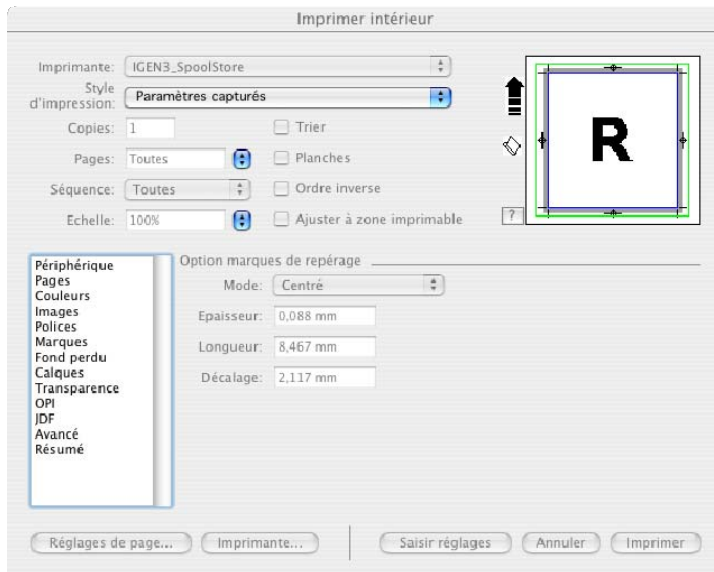 Imprimer intérieur
Imprimante: IGEN3_SpoolStore
Style d'impression: Paramètres capturés
Copies: 1 Trier
Pages: Toutes Planches
Séquence: Toutes Ordre inverse
Echelle: 100% Ajuster à zone imprimable
R
?
Périphérique
Pages
Couleurs
Images
Polices
Marques
Fond perdu
Calques
Transparence
OPI
JDF
Avancé
Résumé
Option marques de repérage
Mode: Centré
Epaisseur: 0,088 mm
Longueur: 8,467 mm
Décalage: 2,117 mm
Réglages de page... Imprimante... Saisir réglages Annuler Imprimer